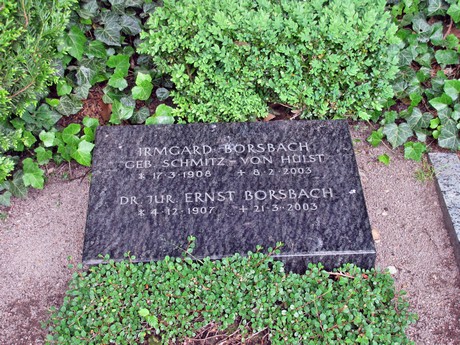 IRMGARD BORSBACH
GEB SCHMITZ-VON HÜLST
* 17·3·1908 + 8·2·2003
DR. JUR. ERNST BORSBACH
* 4·12·1907 + 21·3·2003